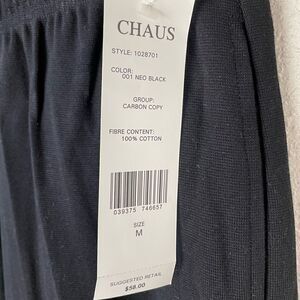 CHAUS
STYLE: 1028701
COLOR:
001 NEO BLACK
GROUP:
CARBON COPY
FIBRE CONTENT:
100% COTTON
039375 746657
SIZE
M
SUGGESTED RETAIL
$58.00